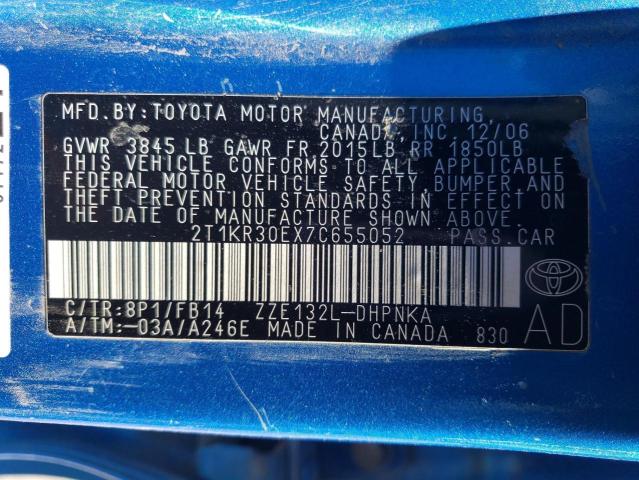 MFD. BY: TOYOTA MOTOR MANUFACTURING,
CANADA, INC. 12/06
GVWR 3845 LB GAWR FR 2015LB RR 1850LB
THIS VEHICLE CONFORMS TO ALL APPLICABLE
FEDERAL MOTOR VEHICLE SAFETY, BUMPER, AND
THEFT PREVENTION STANDARDS IN EFFECT ON
THE DATE OF MANUFACTURE SHOWN ABOVE.
2T1KR30EX7C655052 PASS. CAR
C/TR: 8P1/FB14 ZZE132L-DHPNKA
A/TM: -03A/A246E MADE IN CANADA 830 AD